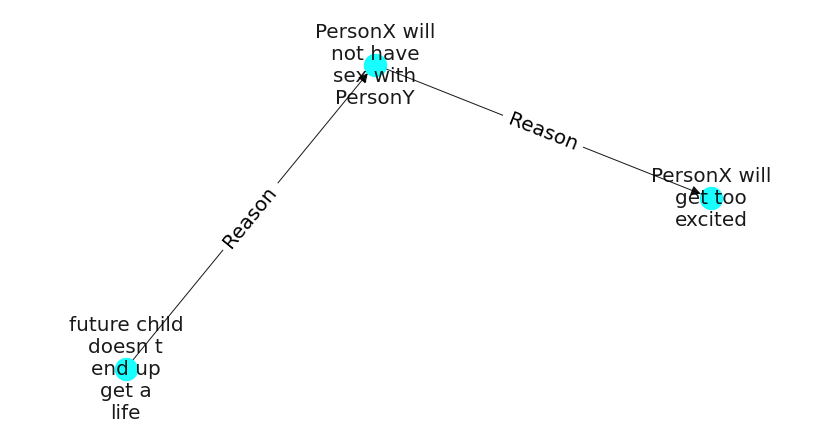 PersonX will
not have
sex with
PersonY
Reason
PersonX will
get too
excited
Reason
future child
doesn t
end up
get a
life